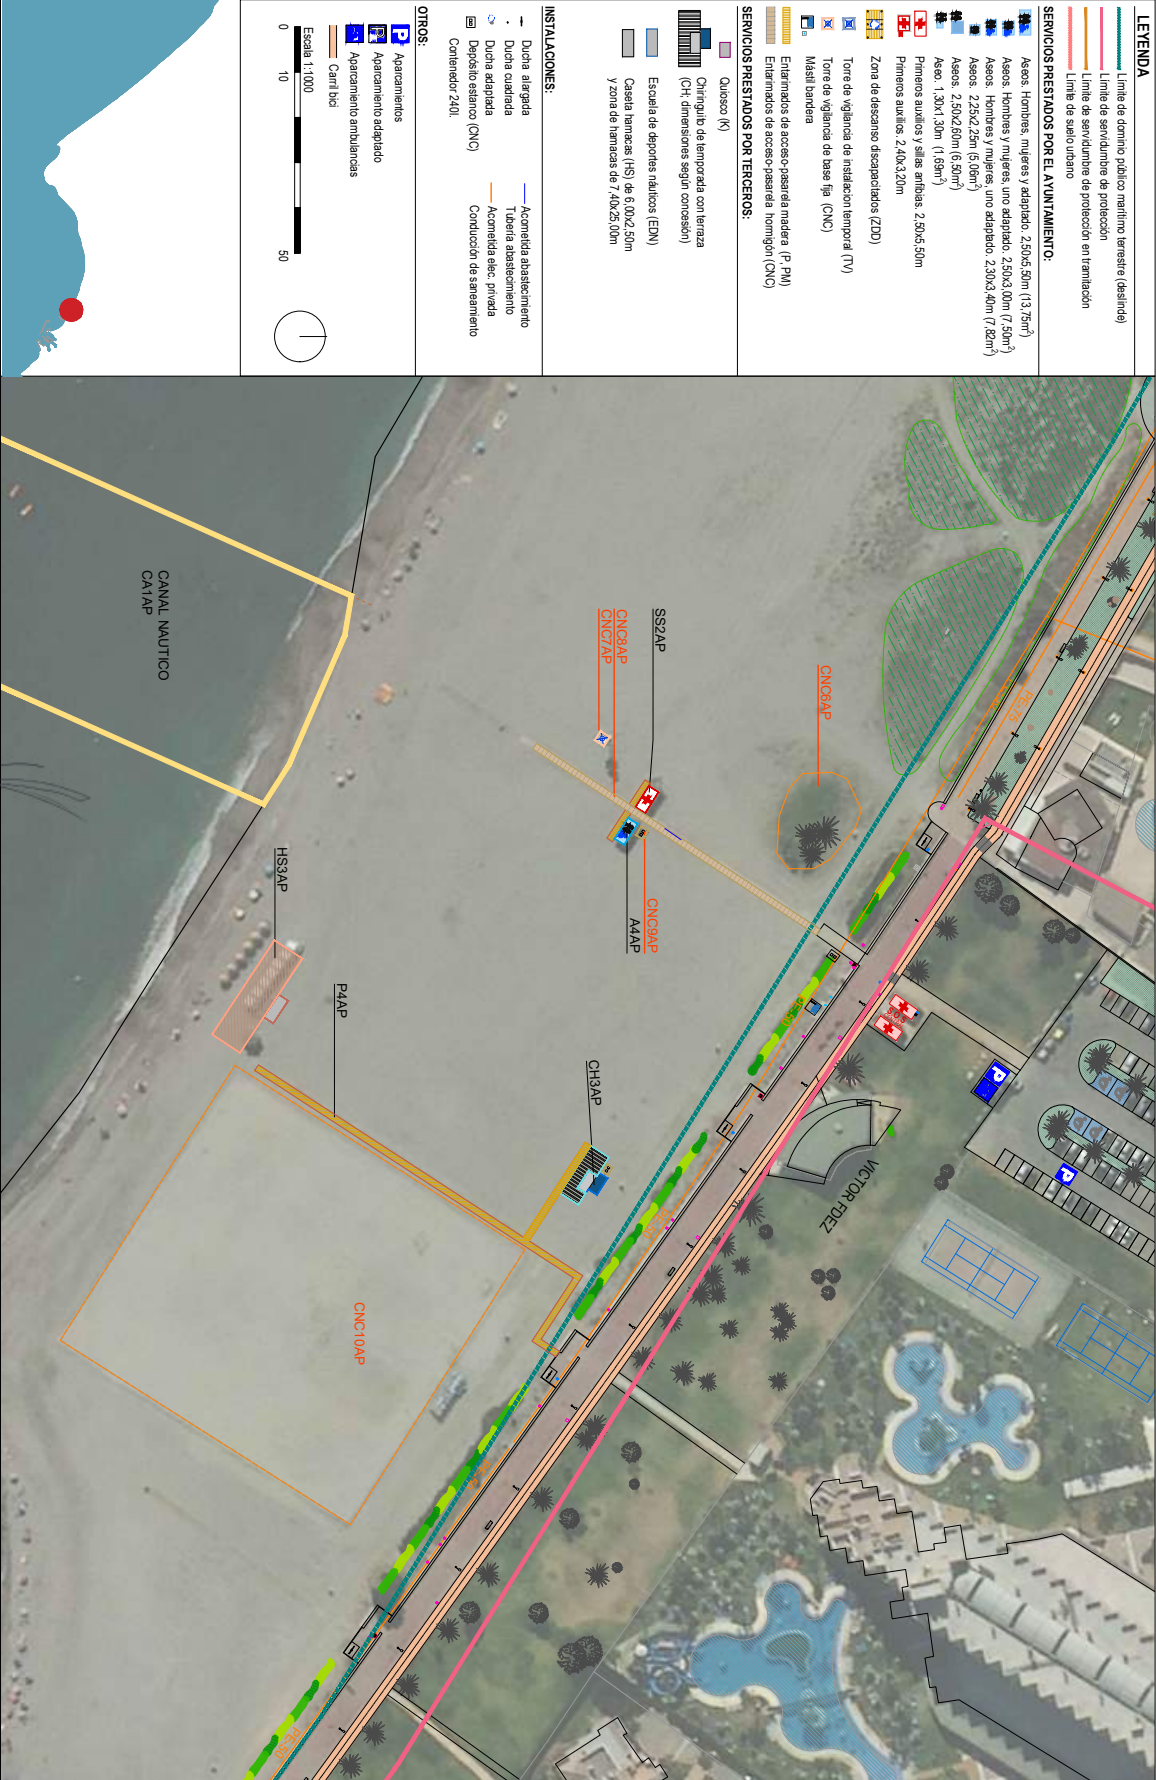 LEYENDA
Límite de dominio público marítimo terrestre (deslinde)
Límite de servidumbre de protección
Límite de servidumbre de protección en tramitación
Límite de suelo urbano
SERVICIOS PRESTADOS POR EL AYUNTAMIENTO:
Aseos. Hombres, mujeres y adaptado. 2,50x5,50m (13,75m²)
Aseos. Hombres y mujeres, uno adaptado. 2,50x3,00m (7,50m²)
Aseos. Hombres y mujeres, uno adaptado. 2,30x3,40m (7,82m²)
Aseos. 2,25x2,25m (5,06m²)
Aseos. 2,50x2,60m (6,50m²)
Aseo. 1,30x1,30m (1,69m²)
Primeros auxilios y sillas anfibias. 2,50x5,50m
Primeros auxilios. 2,40x3,20m
Zona de descanso discapacitados (ZDD)
Torre de vigilancia de instalacion temporal (TV)
Torre de vigilancia de base fija (CNC)
Mástil bandera
Entarimados de acceso-pasarela madera (P, PM)
Entarimados de acceso-pasarela hormigón (CNC)
SERVICIOS PRESTADOS POR TERCEROS:
Quiosco (K)
Chiringuito de temporada con terraza
(CH; dimensiones según concesión)
Escuela de deportes náuticos (EDN)
Caseta hamacas (HS) de 6,00x2,50m
y zona de hamacas de 7,40x25,00m
INSTALACIONES:
Ducha alargada
Ducha cuadrada
Ducha adaptada
Depósito estanco (CNC)
Contenedor 240l.
Acometida abastecimiento
Tubería abastecimiento
Acometida elec. privada
Conducción de saneamiento
OTROS:
P Aparcamientos
Aparcamiento adaptado
Aparcamiento ambulancias
Carril bici
Escala 1:1000
0 10 50
CANAL NAUTICO
CA1AP
SS2AP
CNC8AP
CNC7AP
CNC6AP
CNC9AP
A4AP
HS3AP
P4AP
CH3AP
CNC10AP
VICTOR FDEZ
PE-75
PE-50
PE-50
PE-50
S.O.S
P
P